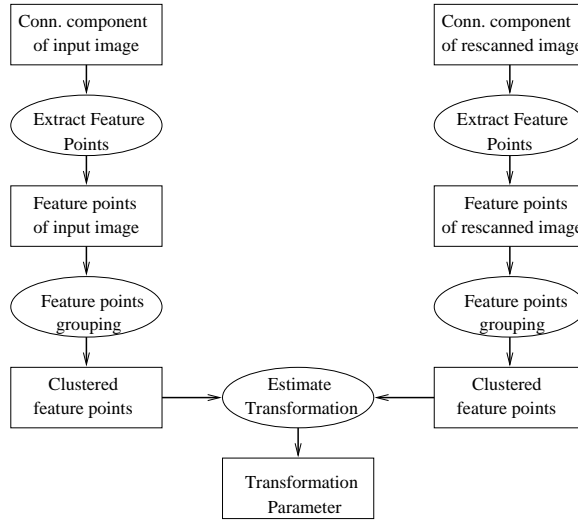 Conn. component
of input image
Extract Feature
Points
Feature points
of input image
Feature points
grouping
Clustered
feature points
Conn. component
of rescanned image
Extract Feature
Points
Feature points
of rescanned image
Feature points
grouping
Clustered
feature points
Estimate
Transformation
Transformation
Parameter